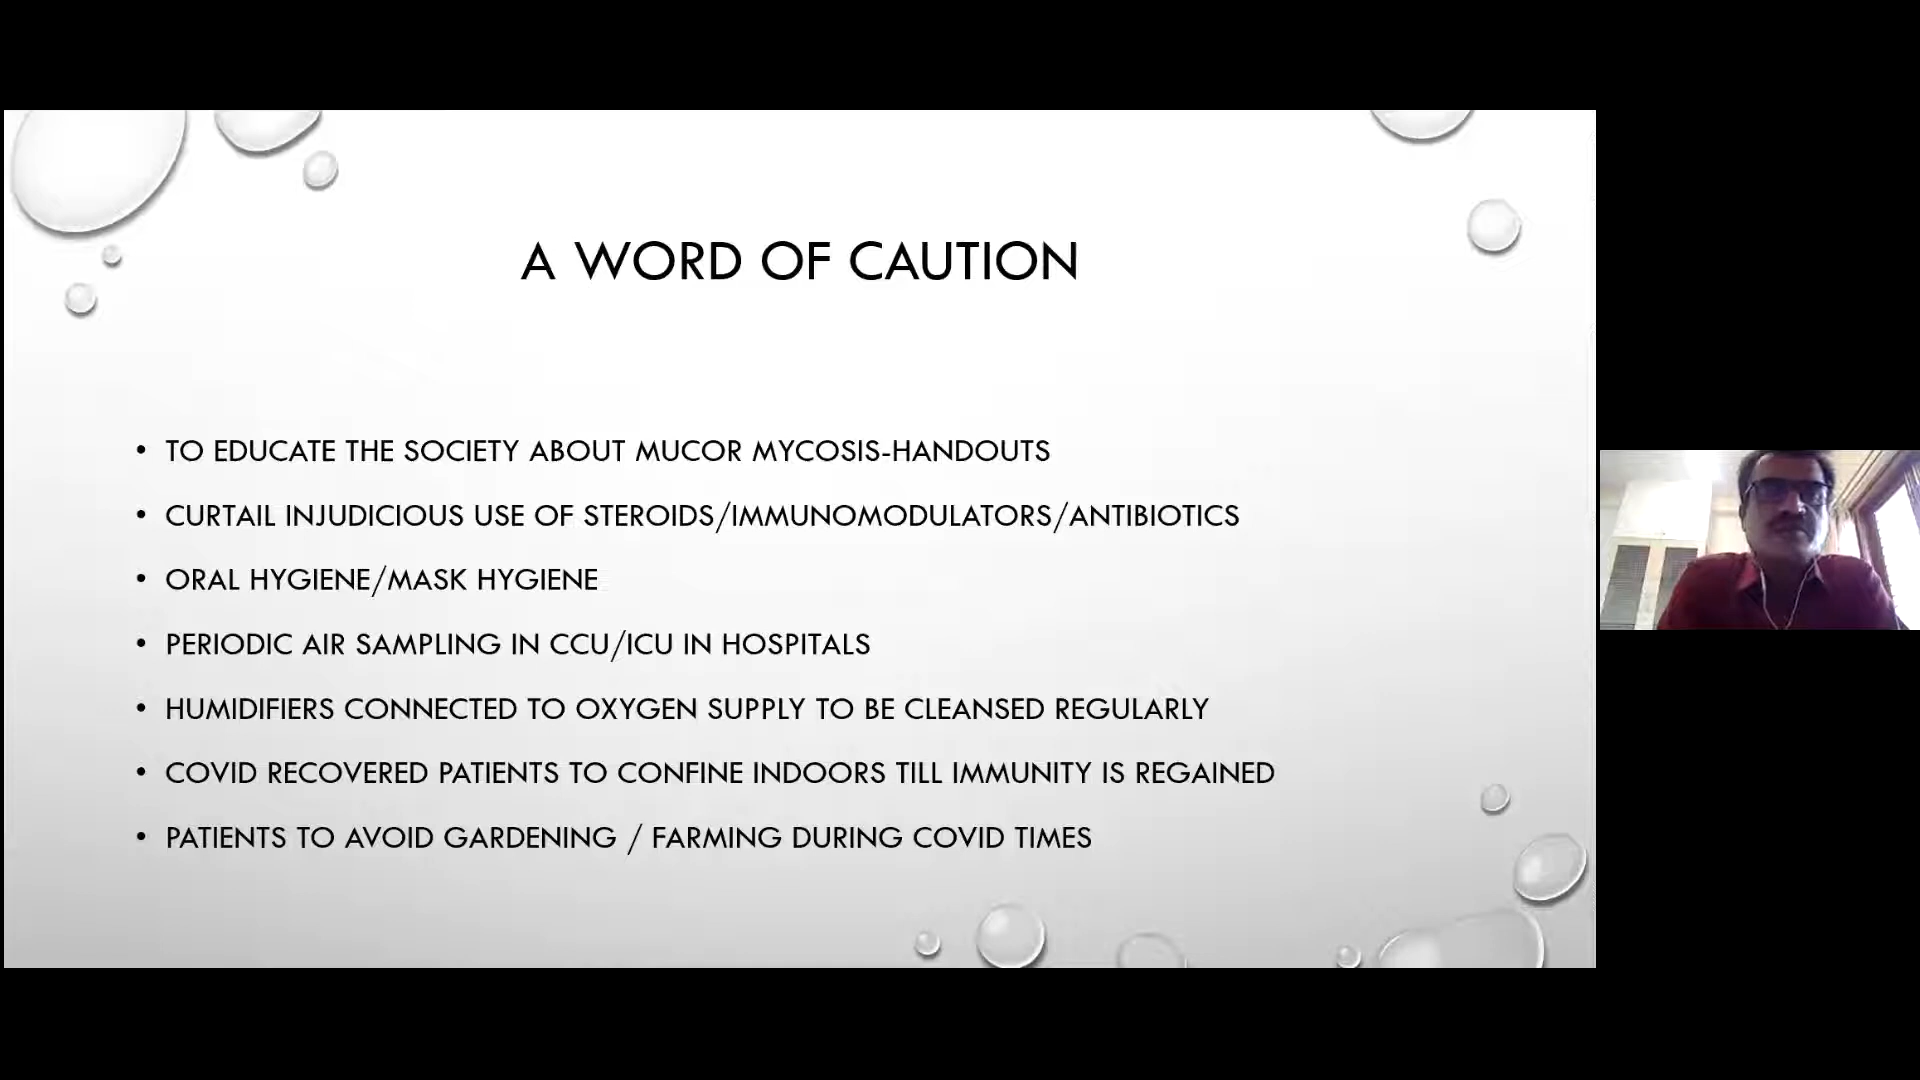 A WORD OF CAUTION
• TO EDUCATE THE SOCIETY ABOUT MUCOR MYCOSIS-HANDOUTS
• CURTAIL INJUDICIOUS USE OF STEROIDS/IMMUNOMODULATORS/ANTIBIOTICS
• ORAL HYGIENE/MASK HYGIENE
• PERIODIC AIR SAMPLING IN CCU/ICU IN HOSPITALS
• HUMIDIFIERS CONNECTED TO OXYGEN SUPPLY TO BE CLEANSED REGULARLY
• COVID RECOVERED PATIENTS TO CONFINE INDOORS TILL IMMUNITY IS REGAINED
• PATIENTS TO AVOID GARDENING / FARMING DURING COVID TIMES